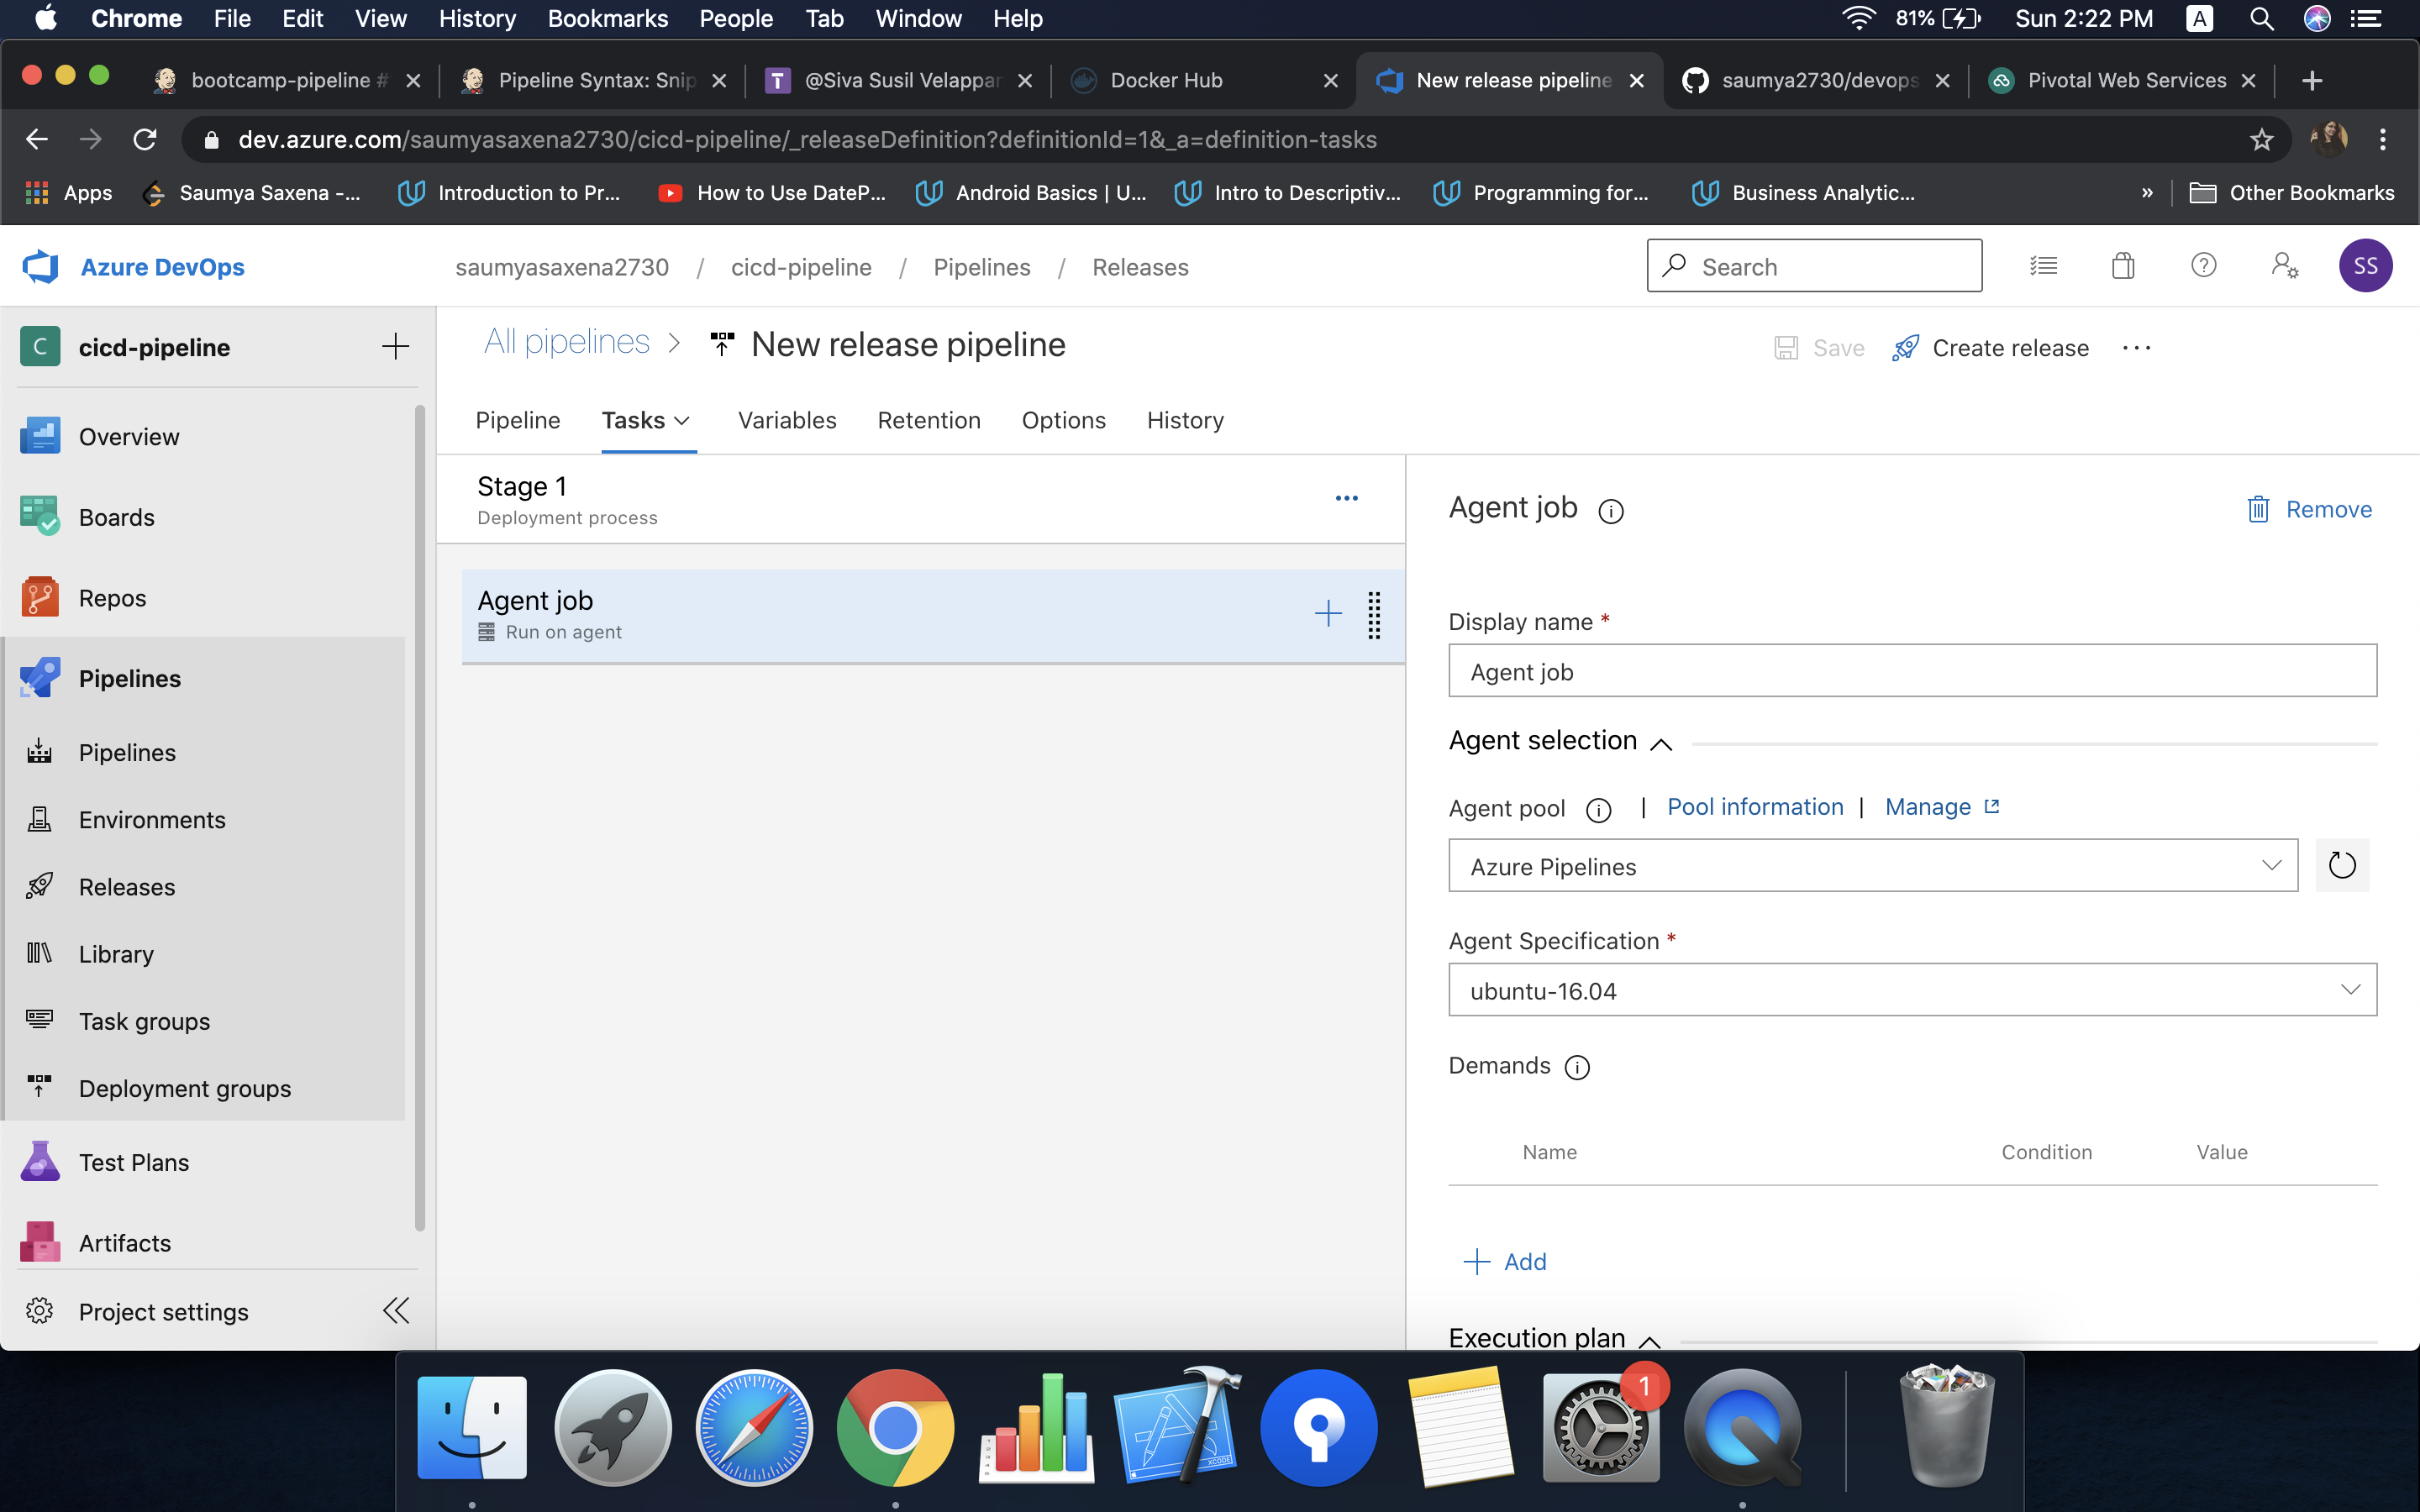 Chrome File Edit View History Bookmarks People Tab Window Help 81% Sun 2:22 PM A
bootcamp-pipeline # Pipeline Syntax: Snip T @Siva Susil Velappan Docker Hub New release pipeline saumya2730/devops Pivotal Web Services
dev.azure.com/saumyasaxena2730/cicd-pipeline/_releaseDefinition?definitionId=1&_a=definition-tasks
Apps Saumya Saxena -... Introduction to Pr... How to Use DateP... Android Basics | U... Intro to Descriptiv... Programming for... Business Analytic... » Other Bookmarks
Azure DevOps saumyasaxena2730 / cicd-pipeline / Pipelines / Releases Search SS
C cicd-pipeline
Overview
Boards
Repos
Pipelines
Pipelines
Environments
Releases
Library
Task groups
Deployment groups
Test Plans
Artifacts
Project settings
All pipelines > New release pipeline Save Create release ...
Pipeline Tasks Variables Retention Options History
Stage 1
Deployment process
Agent job
Run on agent
Agent job Remove
Display name *
Agent job
Agent selection
Agent pool | Pool information | Manage
Azure Pipelines
Agent Specification *
ubuntu-16.04
Demands
Name Condition Value
Add
Execution plan
XCODE
1